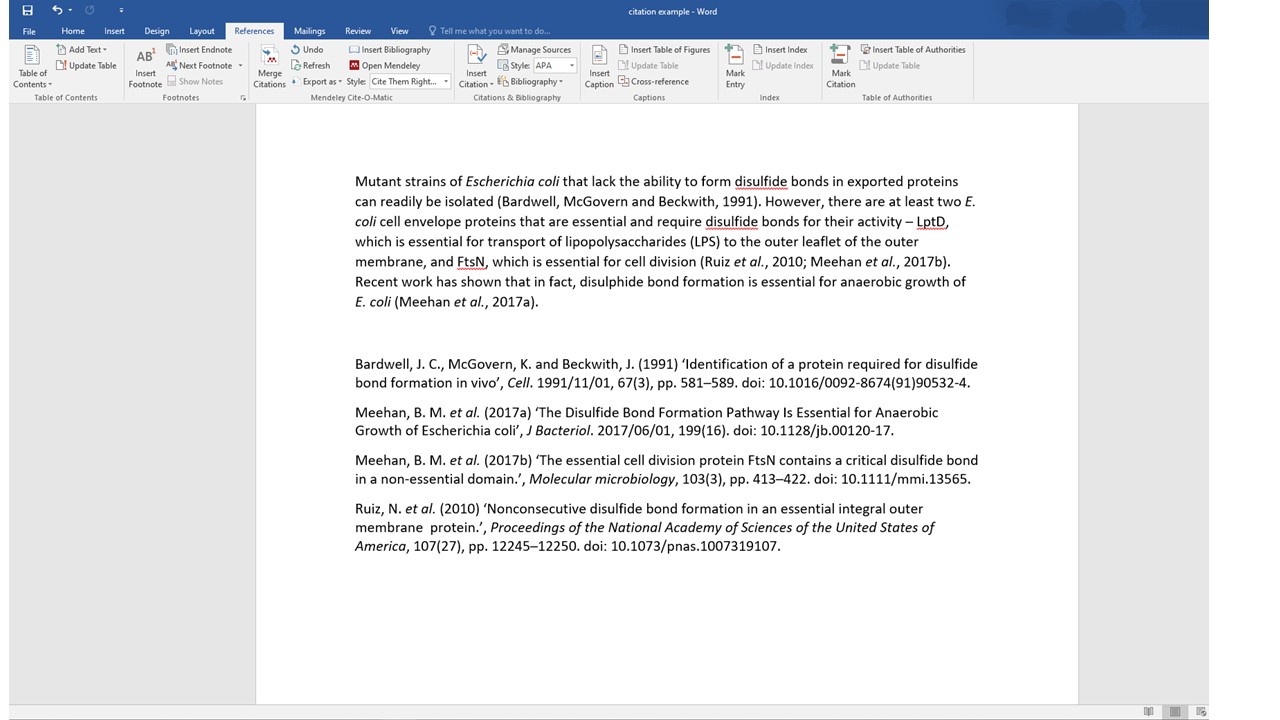 citation example - Word
File Home Insert Design Layout References Mailings Review View Tell me what you want to do...
Table of Contents
Add Text
Update Table
Table of Contents
AB1
Insert Footnote
Insert Endnote
Next Footnote
Show Notes
Footnotes
Merge Citations
Undo
Refresh
Export as
Insert Bibliography
Open Mendeley
Style: Cite Them Right...
Mendeley Cite-O-Matic
Insert Citation
Manage Sources
Style: APA
Bibliography
Citations & Bibliography
Insert Caption
Insert Table of Figures
Update Table
Cross-reference
Captions
Mark Entry
Insert Index
Update Index
Index
Mark Citation
Insert Table of Authorities
Update Table
Table of Authorities
Mutant strains of Escherichia coli that lack the ability to form disulfide bonds in exported proteins
can readily be isolated (Bardwell, McGovern and Beckwith, 1991). However, there are at least two E.
coli cell envelope proteins that are essential and require disulfide bonds for their activity – LptD,
which is essential for transport of lipopolysaccharides (LPS) to the outer leaflet of the outer
membrane, and FtsN, which is essential for cell division (Ruiz et al., 2010; Meehan et al., 2017b).
Recent work has shown that in fact, disulphide bond formation is essential for anaerobic growth of
E. coli (Meehan et al., 2017a).
Bardwell, J. C., McGovern, K. and Beckwith, J. (1991) ‘Identification of a protein required for disulfide
bond formation in vivo’, Cell. 1991/11/01, 67(3), pp. 581–589. doi: 10.1016/0092-8674(91)90532-4.
Meehan, B. M. et al. (2017a) ‘The Disulfide Bond Formation Pathway Is Essential for Anaerobic
Growth of Escherichia coli’, J Bacteriol. 2017/06/01, 199(16). doi: 10.1128/jb.00120-17.
Meehan, B. M. et al. (2017b) ‘The essential cell division protein FtsN contains a critical disulfide bond
in a non-essential domain.’, Molecular microbiology, 103(3), pp. 413–422. doi: 10.1111/mmi.13565.
Ruiz, N. et al. (2010) ‘Nonconsecutive disulfide bond formation in an essential integral outer
membrane protein.’, Proceedings of the National Academy of Sciences of the United States of
America, 107(27), pp. 12245–12250. doi: 10.1073/pnas.1007319107.